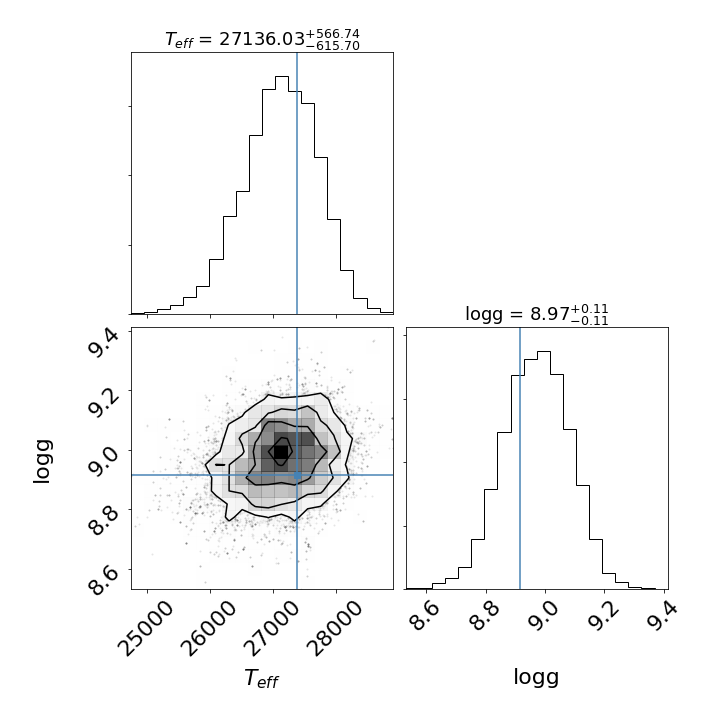 T_eff = 27136.03^{+566.74}_{-615.70}
logg = 8.97^{+0.11}_{-0.11}
9.4
9.2
9.0
8.8
8.6
logg
25000 26000 27000 28000
8.6 8.8 9.0 9.2 9.4
T_eff
logg